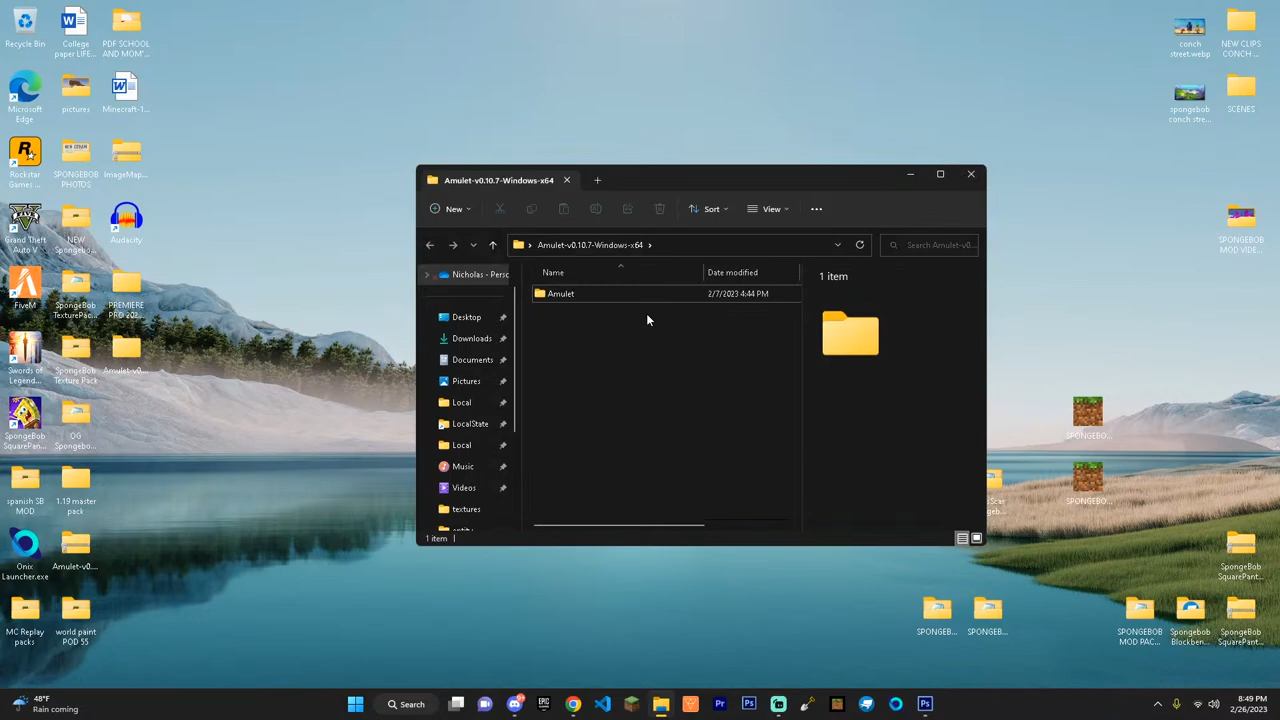 Recycle Bin
College
paper LIFE...
PDF SCHOOL
AND MOM'...
Microsoft
Edge
pictures
Minecraft-1...
Rockstar
Games ...
SPONGEBOB
PHOTOS
ImageMap...
Grand Theft
Auto V
NEW
Spongebo...
Audacity
FiveM
SpongeBob
TexturePac...
PREMIERE
PRO 202...
Swords of
Legend...
SpongeBob
Texture Pack
Amulet-v0....
SpongeBob
SquarePan...
OG
Spongebo...
spanish SB
MOD
1.19 master
pack
Onix
Launcher.exe
Amulet-v0....
MC Replay
packs
world paint
POD 55
conch
street.webp
NEW CLIPS
CONCH ...
spongebob
conch stre...
SCENES
SPONGEBOB
MOD VIDE...
SPONGEBO...
SPONGEBO...
SpongeBob
SquarePant...
SPONGEB...
SPONGEB...
SPONGEBOB
MOD PAC...
Spongebob
Blockben...
SpongeBob
SquarePant...
Amulet-v0.10.7-Windows-x64
New
Sort
View
Amulet-v0.10.7-Windows-x64
Search Amulet-v0...
Nicholas - Persc
Name
Date modified
1 item
Amulet
2/7/2023 4:44 PM
Desktop
Downloads
Documents
Pictures
Local
LocalState
Local
Music
Videos
textures
1 item
48°F
Rain coming
Search
8:49 PM
2/26/2023